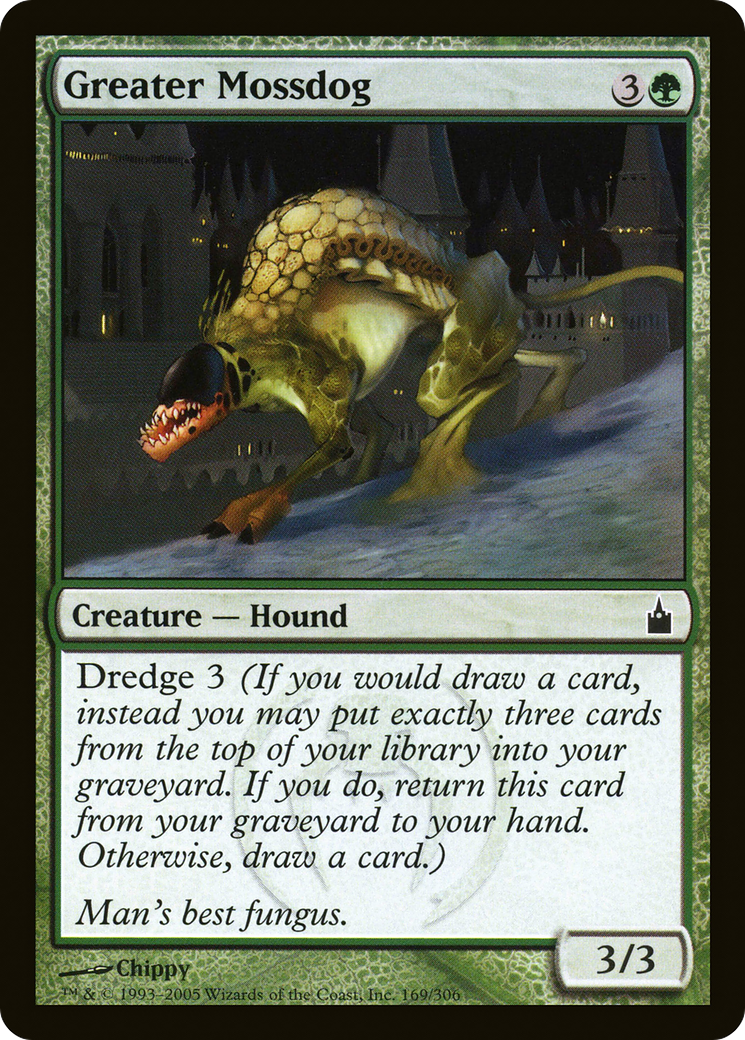 Greater Mossdog 3
Creature — Hound
Dredge 3 (If you would draw a card,
instead you may put exactly three cards
from the top of your library into your
graveyard. If you do, return this card
from your graveyard to your hand.
Otherwise, draw a card.)
Man's best fungus.
3/3
Chippy
™ & © 1993–2005 Wizards of the Coast, Inc. 169/306